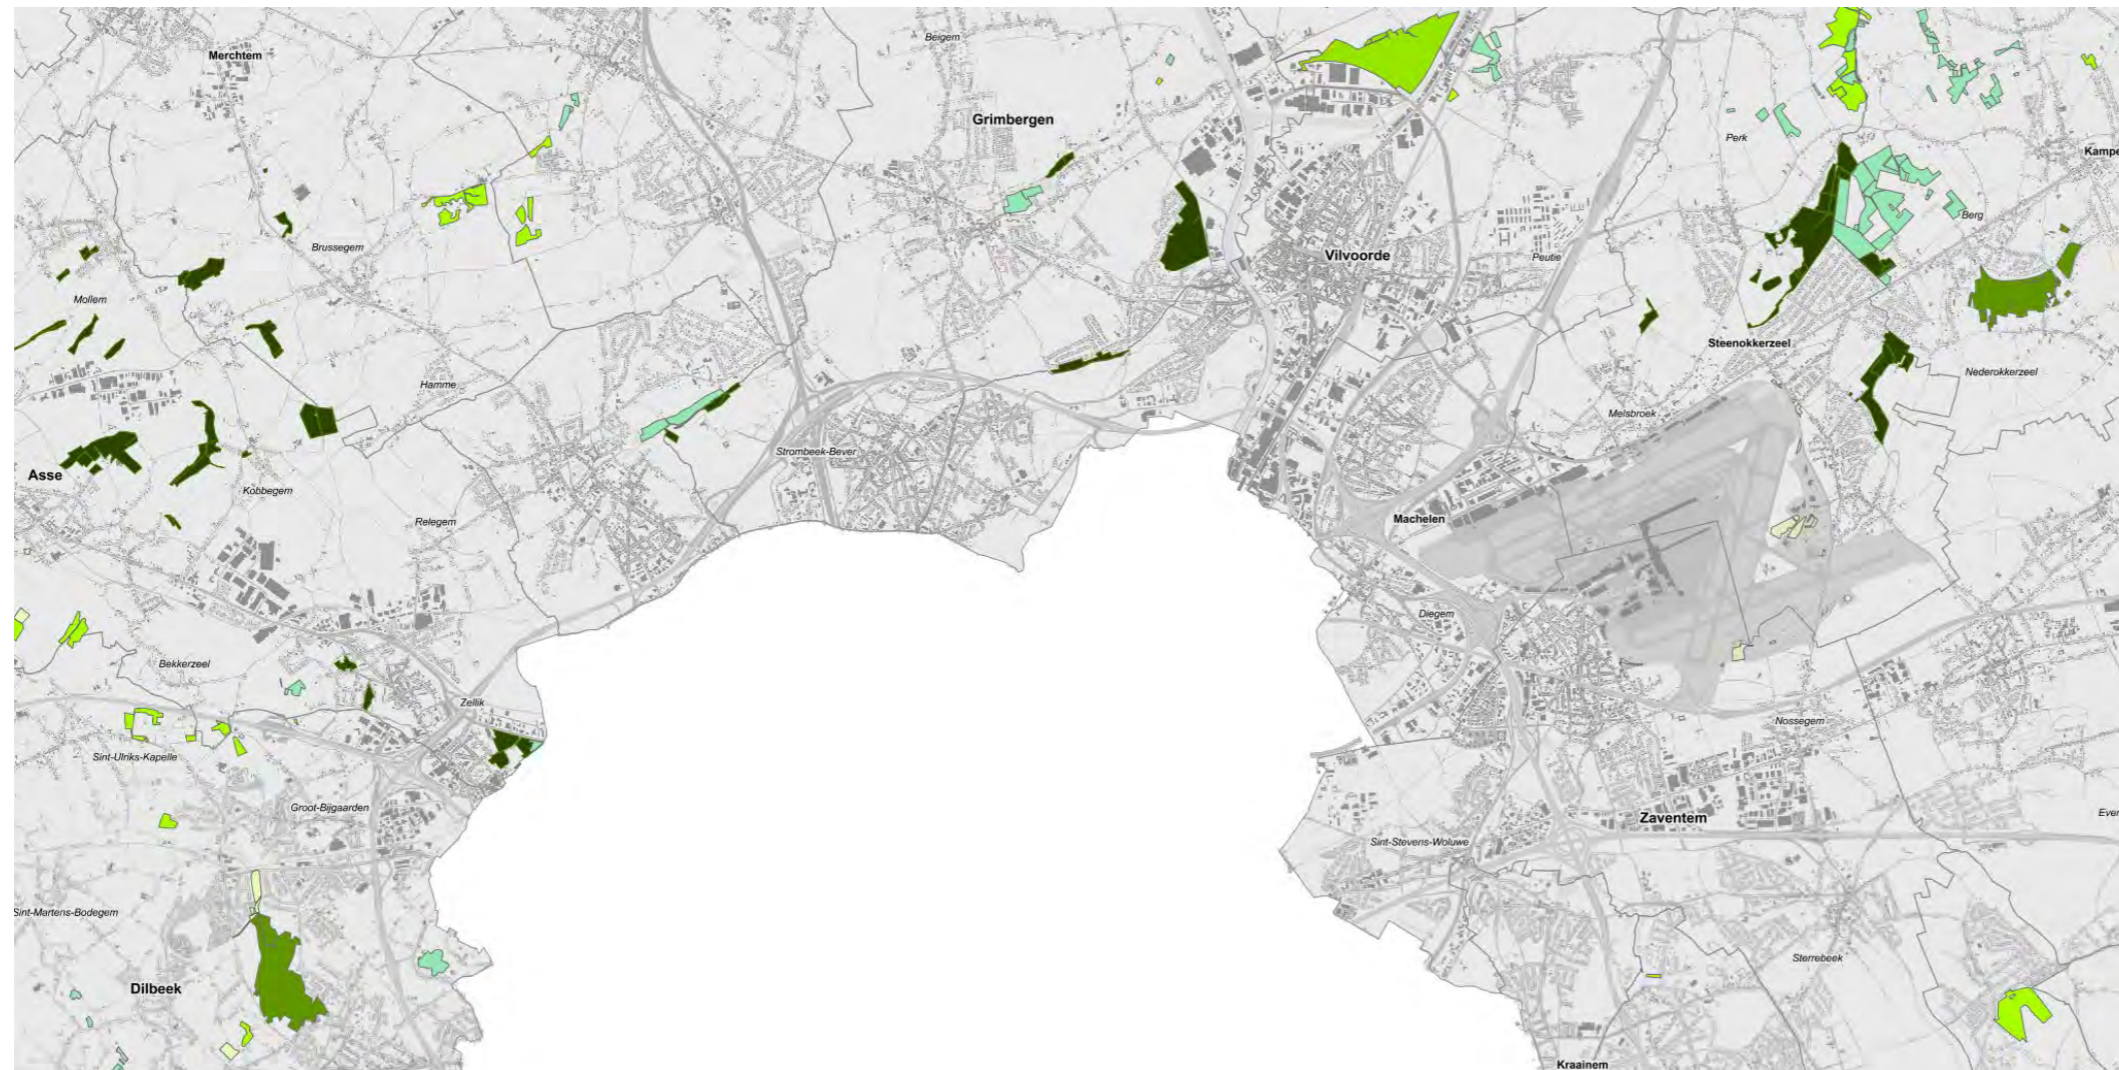 Beigem
Merchtem
Grimbergen
Perk
Kampe
Berg
Brussegem
Vilvoorde
Peutie
Mollem
Steenokkerzeel
Nederokkerzeel
Hamme
Melsbroek
Strombeek-Bever
Asse
Kobbegem
Relegem
Machelen
Diegem
Bekkerzeel
Zellik
Nossegem
Sint-Ulriks-Kapelle
Groot-Bijgaarden
Zaventem
Ever
Sint-Stevens-Woluwe
Sint-Martens-Bodegem
Sterrebeek
Dilbeek
Kraainem